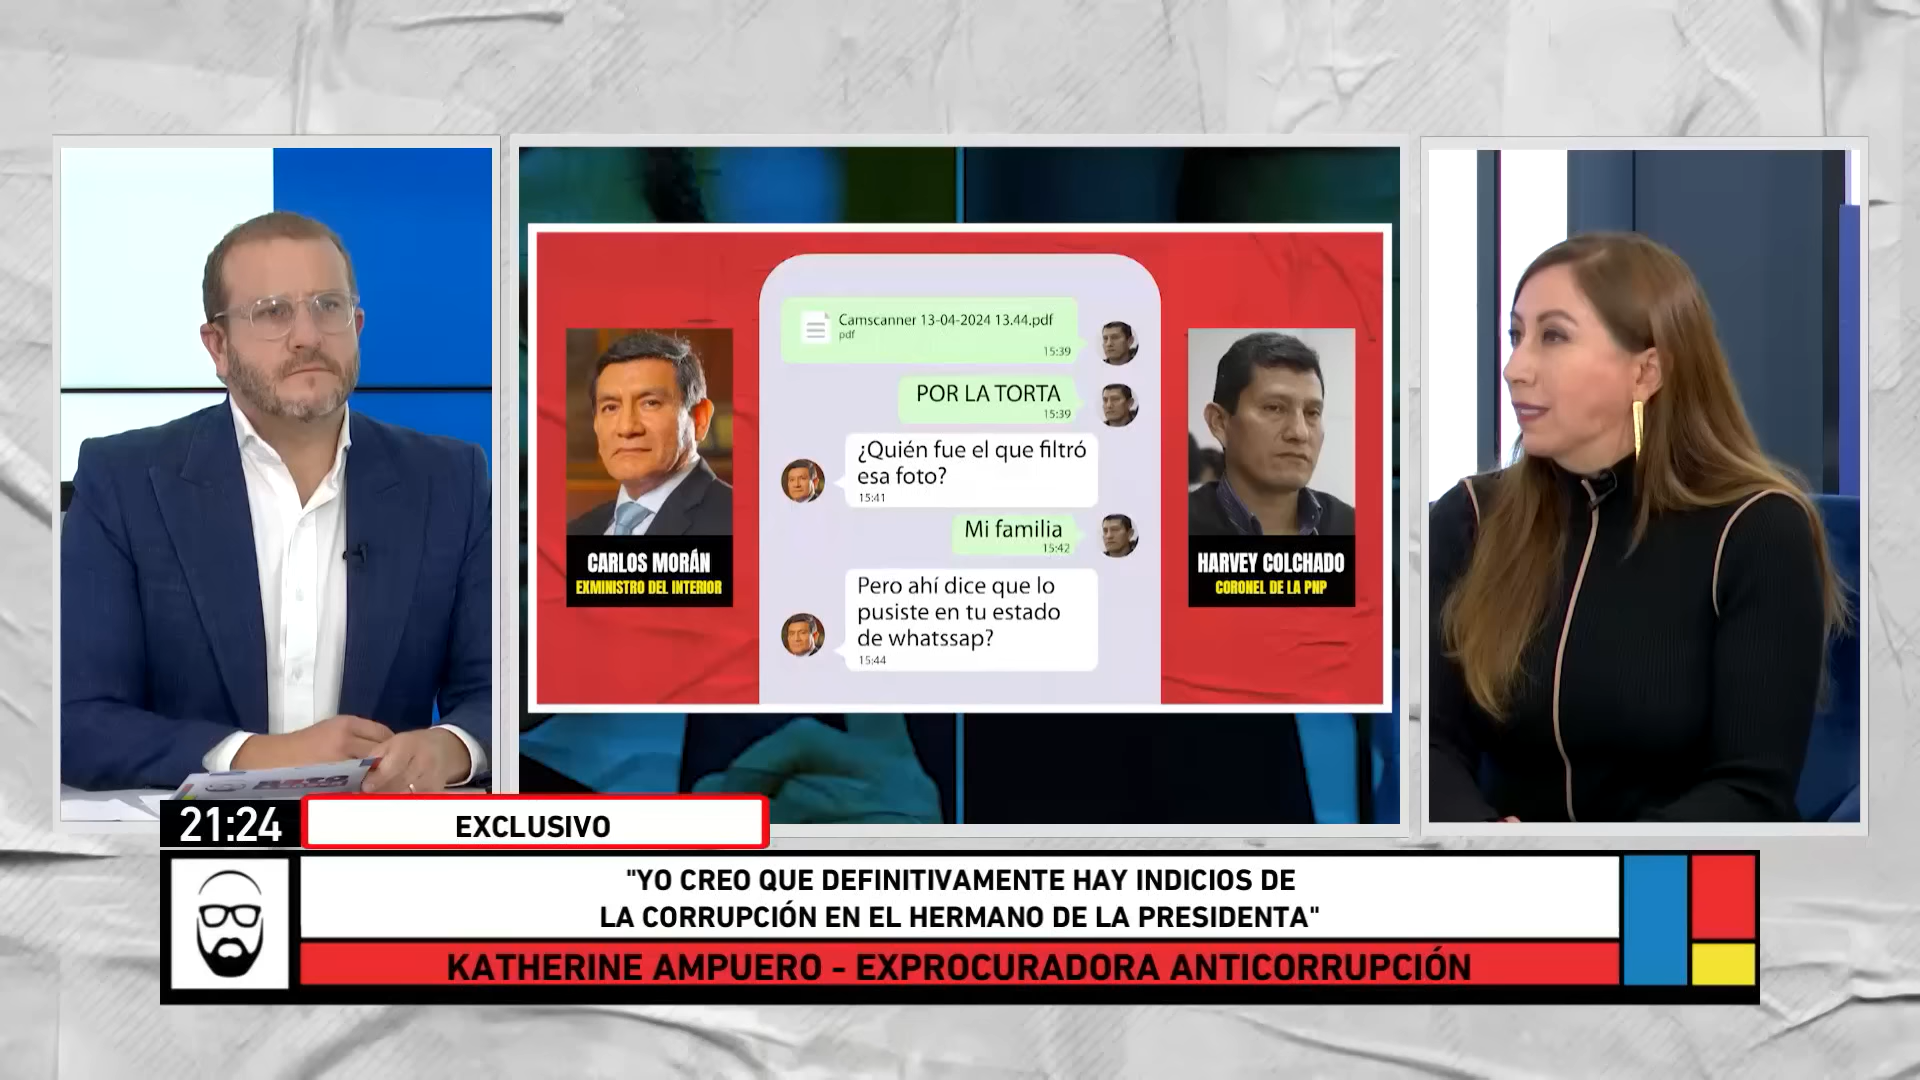 Camscanner 13-04-2024 13.44.pdf
pdf
15:39
POR LA TORTA
15:39
¿Quién fue el que filtró
esa foto?
15:41
Mi familia
15:42
Pero ahí dice que lo
pusiste en tu estado
de whatssap?
15:44
CARLOS MORÁN
EXMINISTRO DEL INTERIOR
HARVEY COLCHADO
CORONEL DE LA PNP
21:24
EXCLUSIVO
"YO CREO QUE DEFINITIVAMENTE HAY INDICIOS DE
LA CORRUPCIÓN EN EL HERMANO DE LA PRESIDENTA"
KATHERINE AMPUERO - EXPROCURADORA ANTICORRUPCIÓN